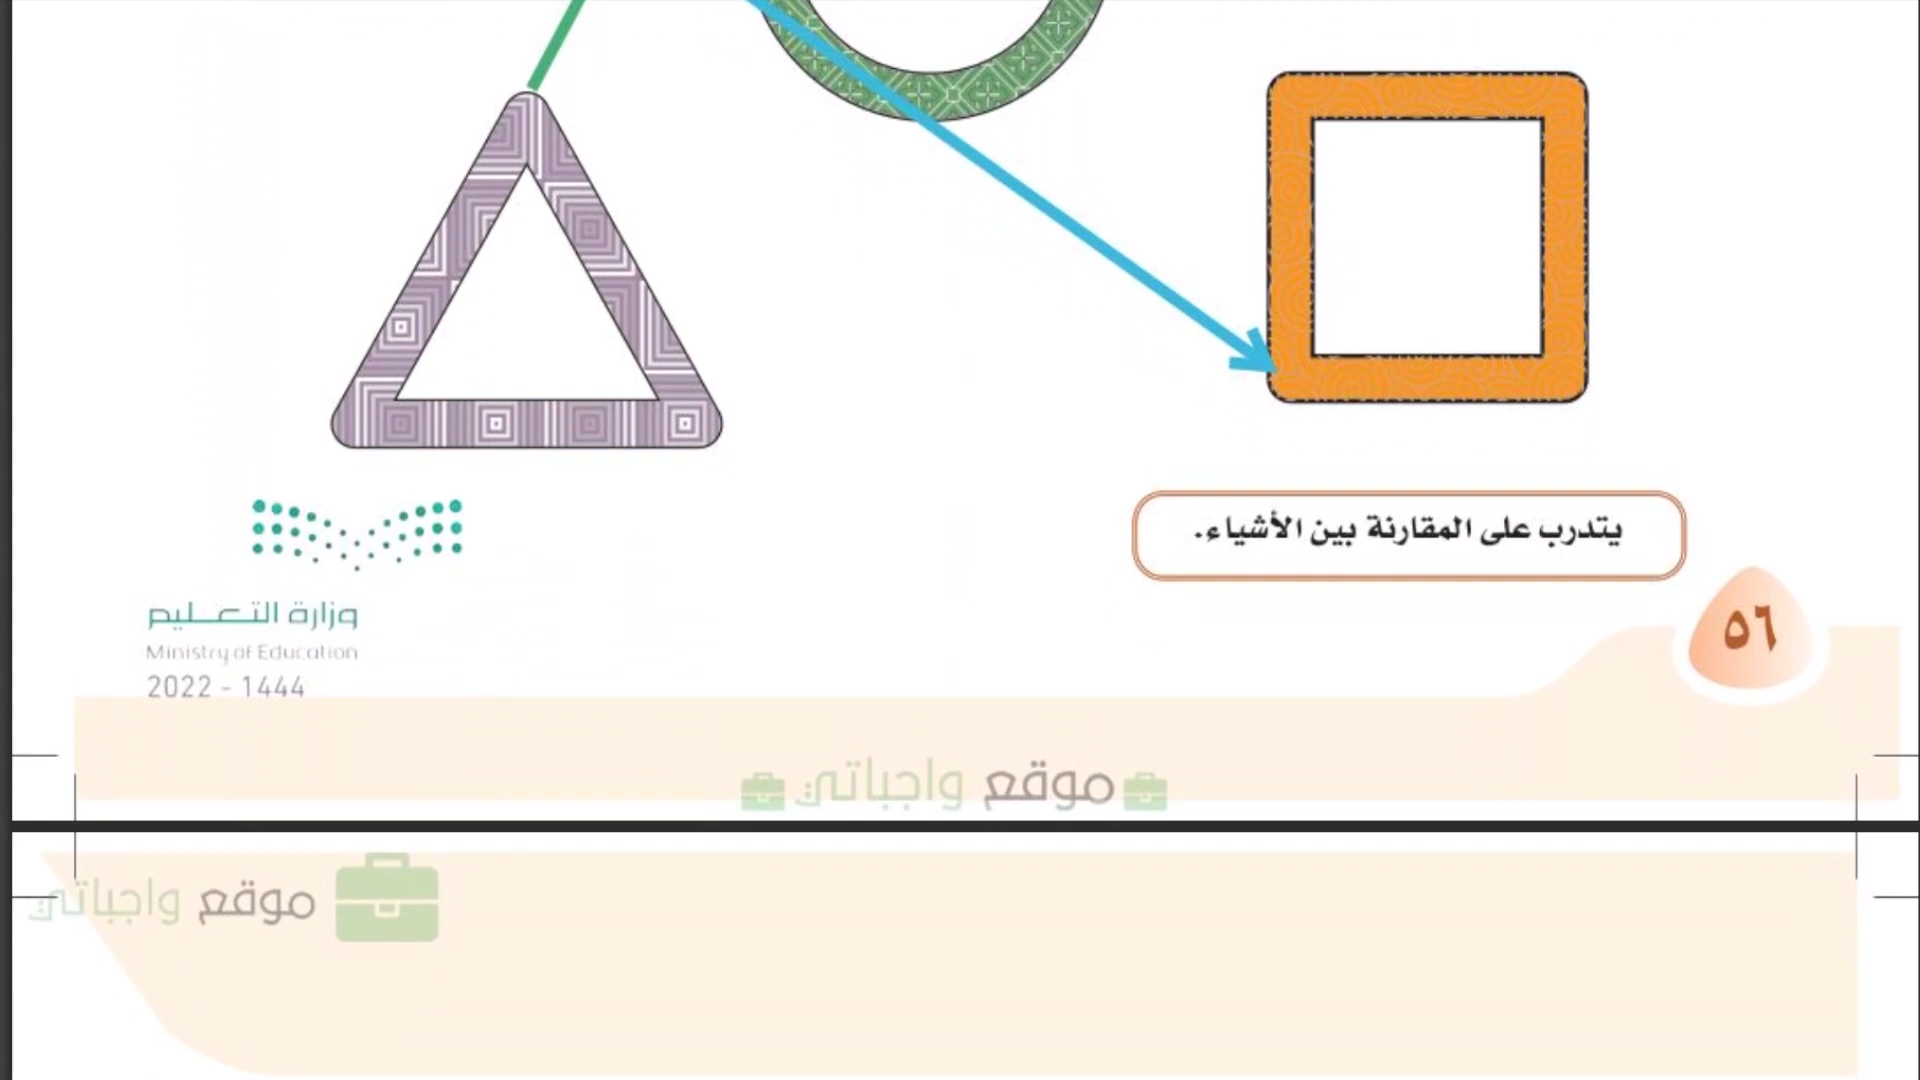 يتدرب على المقارنة بين الأشياء.
٥٦
وزارة التعليم
Ministry of Education
2022 - 1444
موقع واجباتي
موقع واجباتي